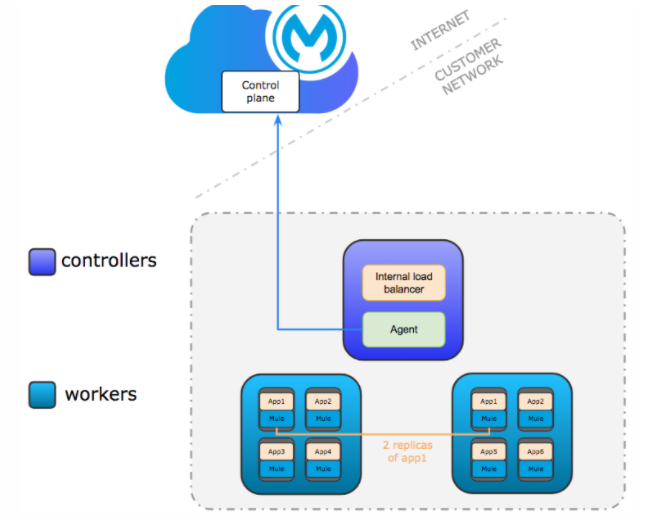 INTERNET
CUSTOMER
NETWORK
Control
plane
controllers
Internal load
balancer
Agent
workers
App1
App2
Mule
Mule
App3
App4
Mule
Mule
2 replicas
of app1
App1
App2
Mule
Mule
App5
App6
Mule
Mule